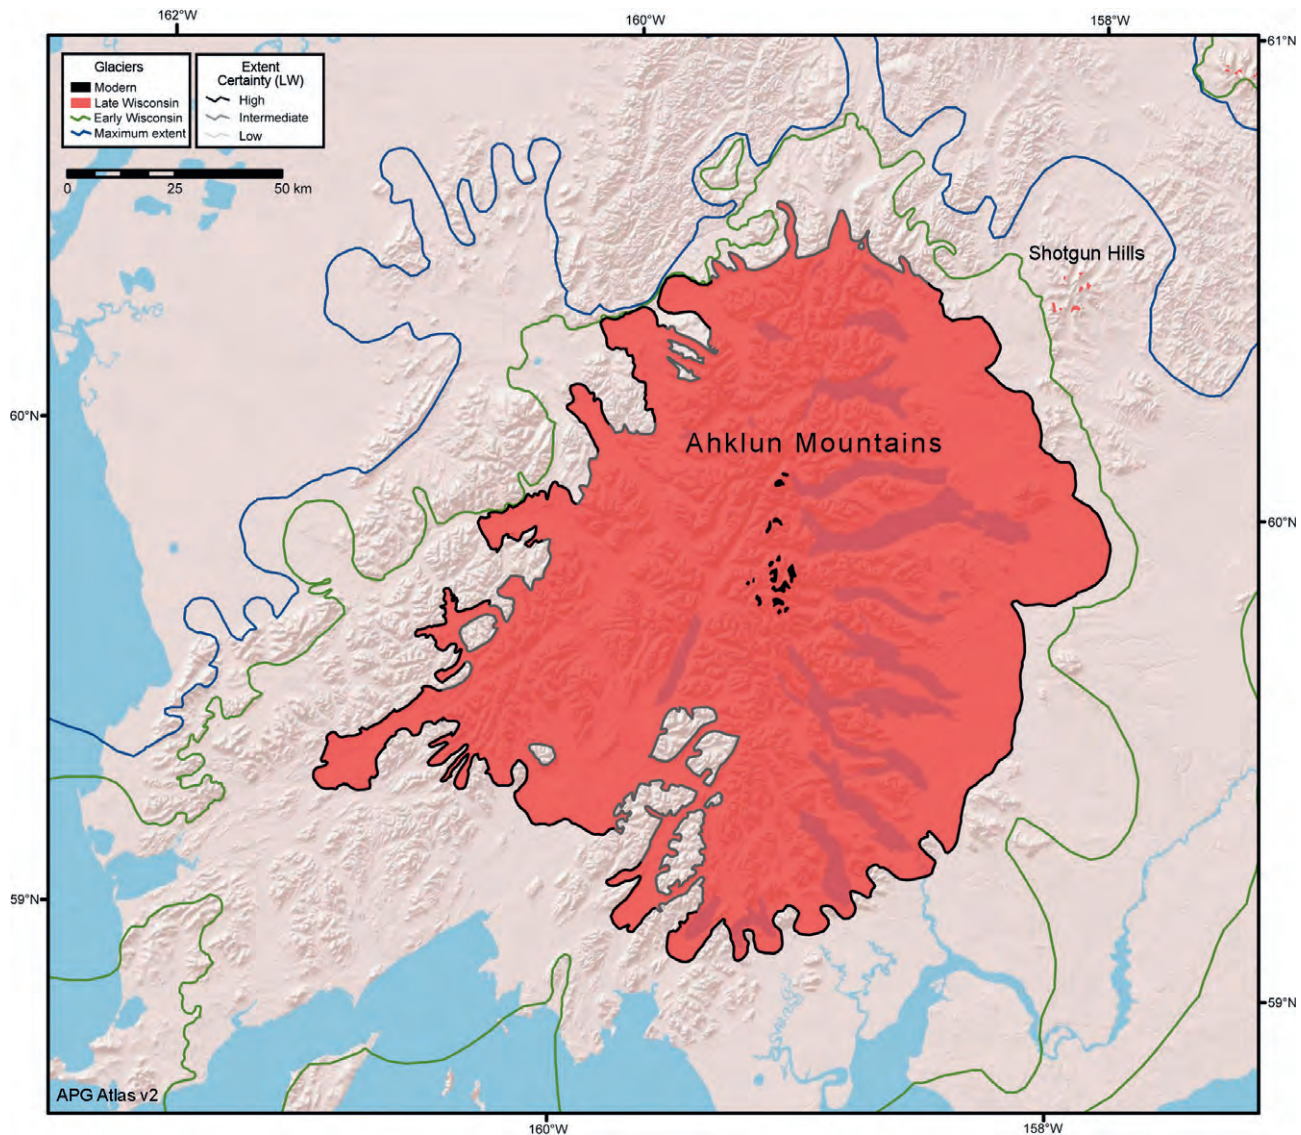 162°W
160°W
158°W
61°N
Glaciers
Modern
Late Wisconsin
Early Wisconsin
Maximum extent
Extent
Certainty (LW)
High
Intermediate
Low
0
25
50 km
Shotgun Hills
60°N
Ahklun Mountains
60°N
59°N
59°N
APG Atlas v2
160°W
158°W